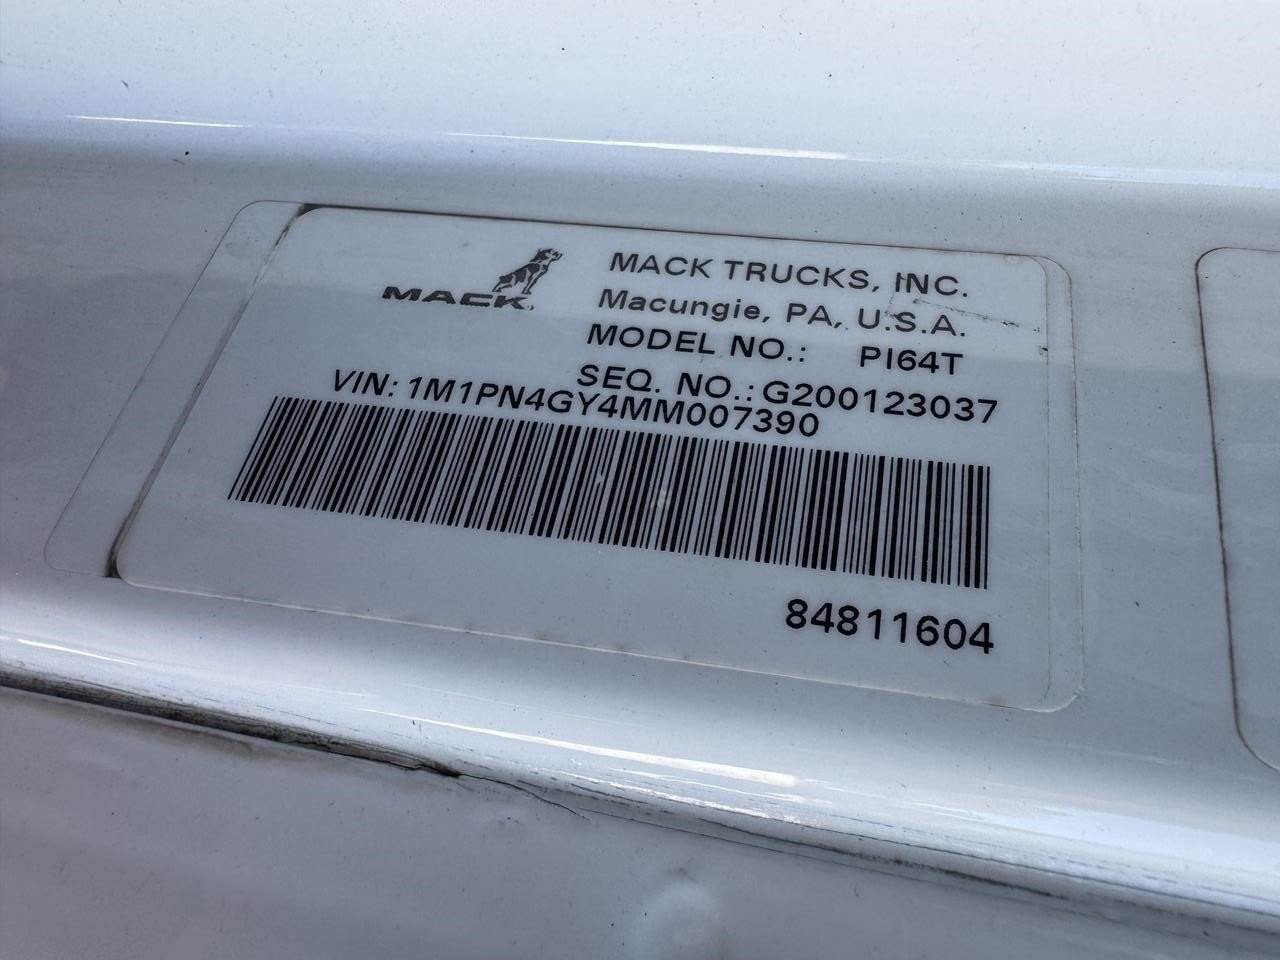 MACK
MACK TRUCKS, INC.
Macungie, PA, U.S.A.
MODEL NO.: PI64T
SEQ. NO.: G200123037
VIN: 1M1PN4GY4MM007390
84811604